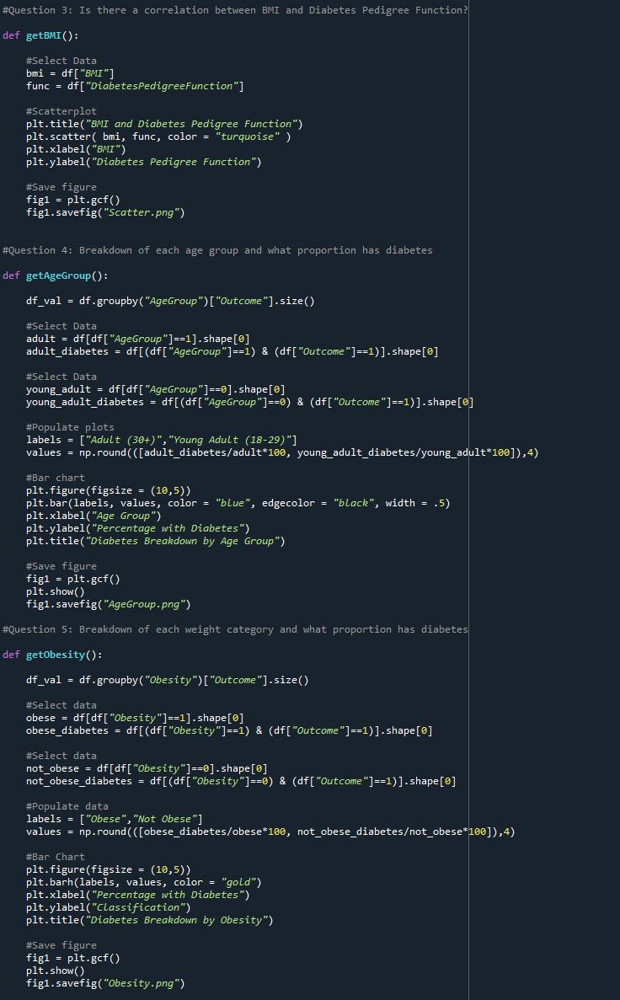 #Question 3: Is there a correlation between BMI and Diabetes Pedigree Function?
def getBMI():
#Select Data
bmi = df["BMI"]
func = df["DiabetesPedigreeFunction"]
#Scatterplot
plt.title("BMI and Diabetes Pedigree Function")
plt.scatter( bmi, func, color = "turquoise" )
plt.xlabel("BMI")
plt.ylabel("Diabetes Pedigree Function")
#Save figure
fig1 = plt.gcf()
fig1.savefig("Scatter.png")
#Question 4: Breakdown of each age group and what proportion has diabetes
def getAgeGroup():
df_val = df.groupby("AgeGroup")["Outcome"].size()
#Select Data
adult = df[df["AgeGroup"]==1].shape[0]
adult_diabetes = df[(df["AgeGroup"]==1) & (df["Outcome"]==1)].shape[0]
#Select Data
young_adult = df[df["AgeGroup"]==0].shape[0]
young_adult_diabetes = df[(df["AgeGroup"]==0) & (df["Outcome"]==1)].shape[0]
#Populate plots
labels = ["Adult (30+)","Young Adult (18-29)"]
values = np.round(([adult_diabetes/adult*100, young_adult_diabetes/young_adult*100]),4)
#Bar chart
plt.figure(figsize = (10,5))
plt.bar(labels, values, color = "blue", edgecolor = "black", width = .5)
plt.xlabel("Age Group")
plt.ylabel("Percentage with Diabetes")
plt.title("Diabetes Breakdown by Age Group")
#Save figure
fig1 = plt.gcf()
plt.show()
fig1.savefig("AgeGroup.png")
#Question 5: Breakdown of each weight category and what proportion has diabetes
def getObesity():
df_val = df.groupby("Obesity")["Outcome"].size()
#Select data
obese = df[df["Obesity"]==1].shape[0]
obese_diabetes = df[(df["Obesity"]==1) & (df["Outcome"]==1)].shape[0]
#Select data
not_obese = df[df["Obesity"]==0].shape[0]
not_obese_diabetes = df[(df["Obesity"]==0) & (df["Outcome"]==1)].shape[0]
#Populate data
labels = ["Obese","Not Obese"]
values = np.round(([obese_diabetes/obese*100, not_obese_diabetes/not_obese*100]),4)
#Bar Chart
plt.figure(figsize = (10,5))
plt.barh(labels, values, color = "gold")
plt.xlabel("Percentage with Diabetes")
plt.ylabel("Classification")
plt.title("Diabetes Breakdown by Obesity")
#Save figure
fig1 = plt.gcf()
plt.show()
fig1.savefig("Obesity.png")